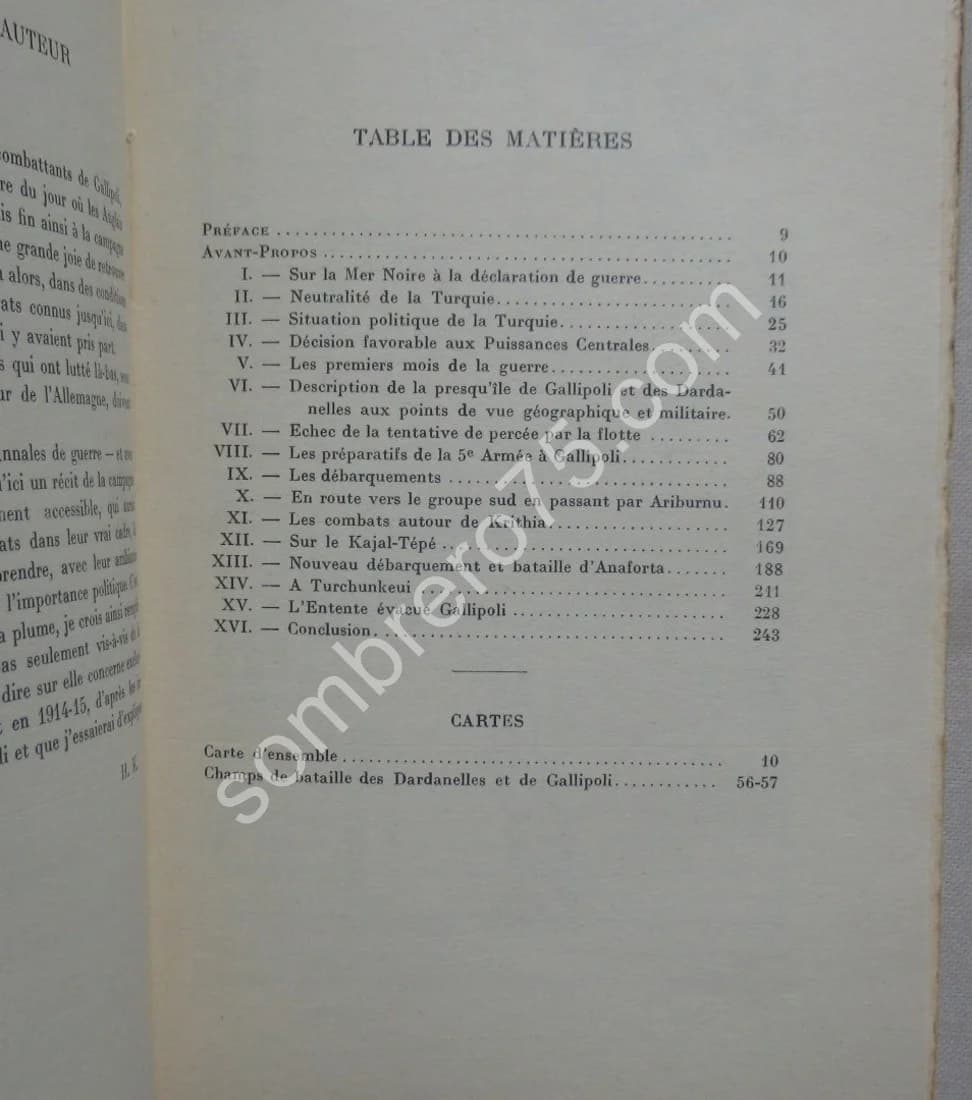 AUTEUR
combattants de Gallipoli,
re du jour où les Anglais
is fin ainsi à la campagne
ne grande joie de retrouver
alors, dans des conditions
ats connus jusqu'ici, dans
i y avaient pris part.
s qui ont lutté là-bas,
ur de l'Allemagne, doivent
nnales de guerre – et
'ici un récit de la campagne
ment accessible, qui
ats dans leur vrai cadre,
rendre, avec leur
l'importance politique.
a plume, je crois ainsi
as seulement vis-à-vis
dire sur elle concerne
t en 1914-15, d'après les
li et que j'essaierai d'expliquer
H. K.
TABLE DES MATIÈRES
PRÉFACE ........ 9
AVANT-PROPOS ........ 10
I. — Sur la Mer Noire à la déclaration de guerre........ 11
II. — Neutralité de la Turquie........ 16
III. — Situation politique de la Turquie........ 25
IV. — Décision favorable aux Puissances Centrales........ 32
V. — Les premiers mois de la guerre........ 41
VI. — Description de la presqu'île de Gallipoli et des Darda-
nelles aux points de vue géographique et militaire. 50
VII. — Echec de la tentative de percée par la flotte ........ 62
VIII. — Les préparatifs de la 5e Armée à Gallipoli........ 80
IX. — Les débarquements ........ 88
X. — En route vers le groupe sud en passant par Ariburnu. 110
XI. — Les combats autour de Krithia........ 127
XII. — Sur le Kajal-Tépé ........ 169
XIII. — Nouveau débarquement et bataille d'Anaforta....... 188
XIV. — A Turchunkeui ........ 211
XV. — L'Entente évacue Gallipoli ........ 228
XVI. — Conclusion........ 243
CARTES
Carte d'ensemble ........ 10
Champs de bataille des Dardanelles et de Gallipoli........ 56-57
sombrero75.com